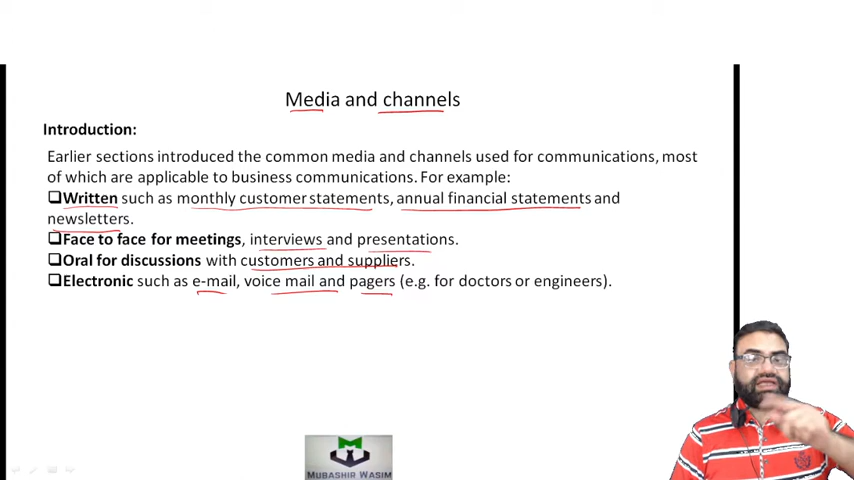 Media and channels
Introduction:
Earlier sections introduced the common media and channels used for communications, most
of which are applicable to business communications. For example:
❑Written such as monthly customer statements, annual financial statements and
newsletters.
❑Face to face for meetings, interviews and presentations.
❑Oral for discussions with customers and suppliers.
❑Electronic such as e-mail, voice mail and pagers (e.g. for doctors or engineers).
MUBASHIR WASIM